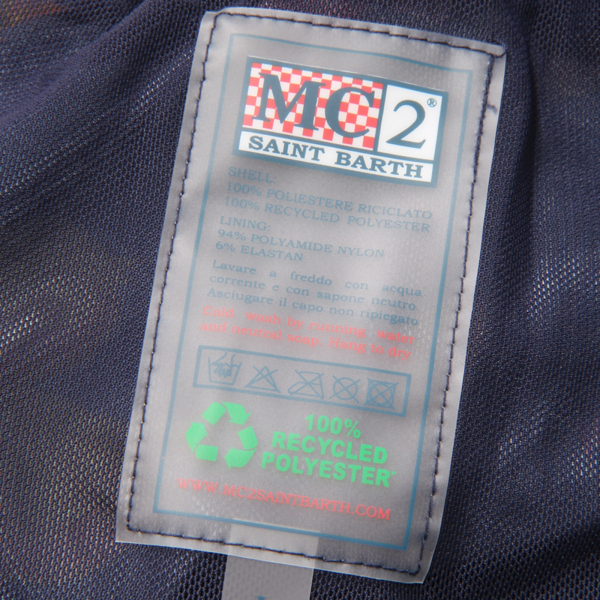 MC2®
SAINT BARTH
SHELL:
100% POLIESTERE RICICLATO
100% RECYCLED POLYESTER
LINING:
94% POLYAMIDE NYLON
6% ELASTAN
Lavare a freddo con acqua
corrente e con sapone neutro.
Asciugare il capo non ripiegato
Cold wash by running water
and neutral soap. Hang to dry
100%
RECYCLED
POLYESTER
WWW.MC2SAINTBARTH.COM